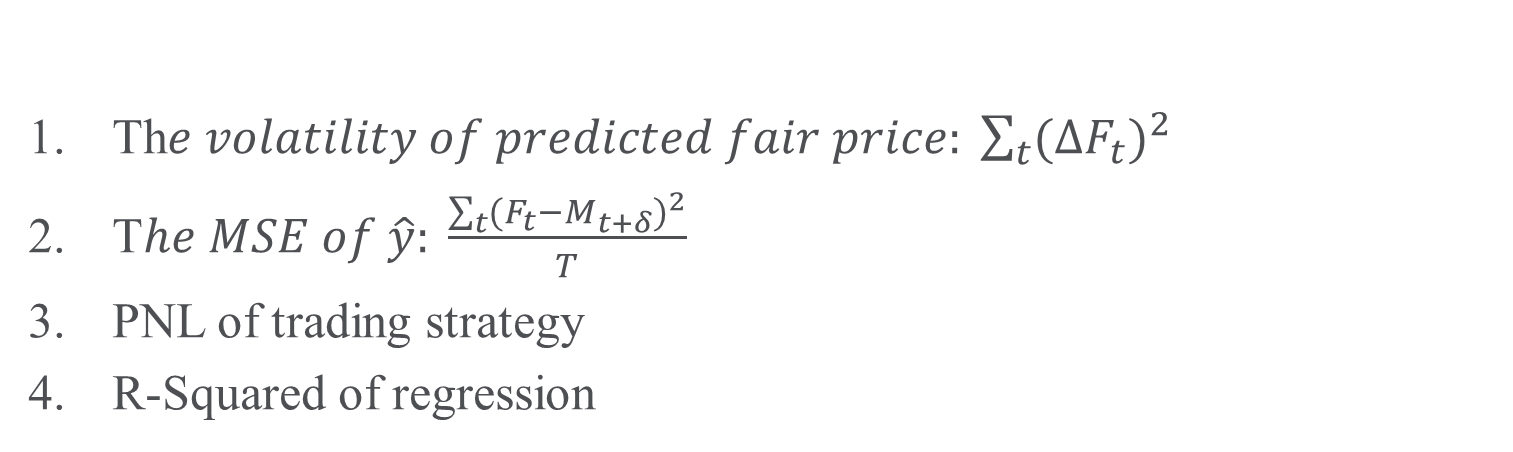 1. The volatility of predicted fair price: ∑ₜ(ΔFₜ)²
2. The MSE of ŷ: ∑ₜ(Fₜ−Mₜ₊δ)² / T
3. PNL of trading strategy
4. R-Squared of regression